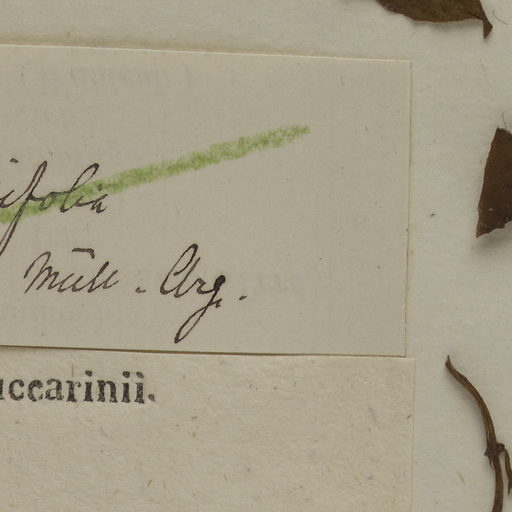 ifolia
Müll. Arg.
uccarinii.